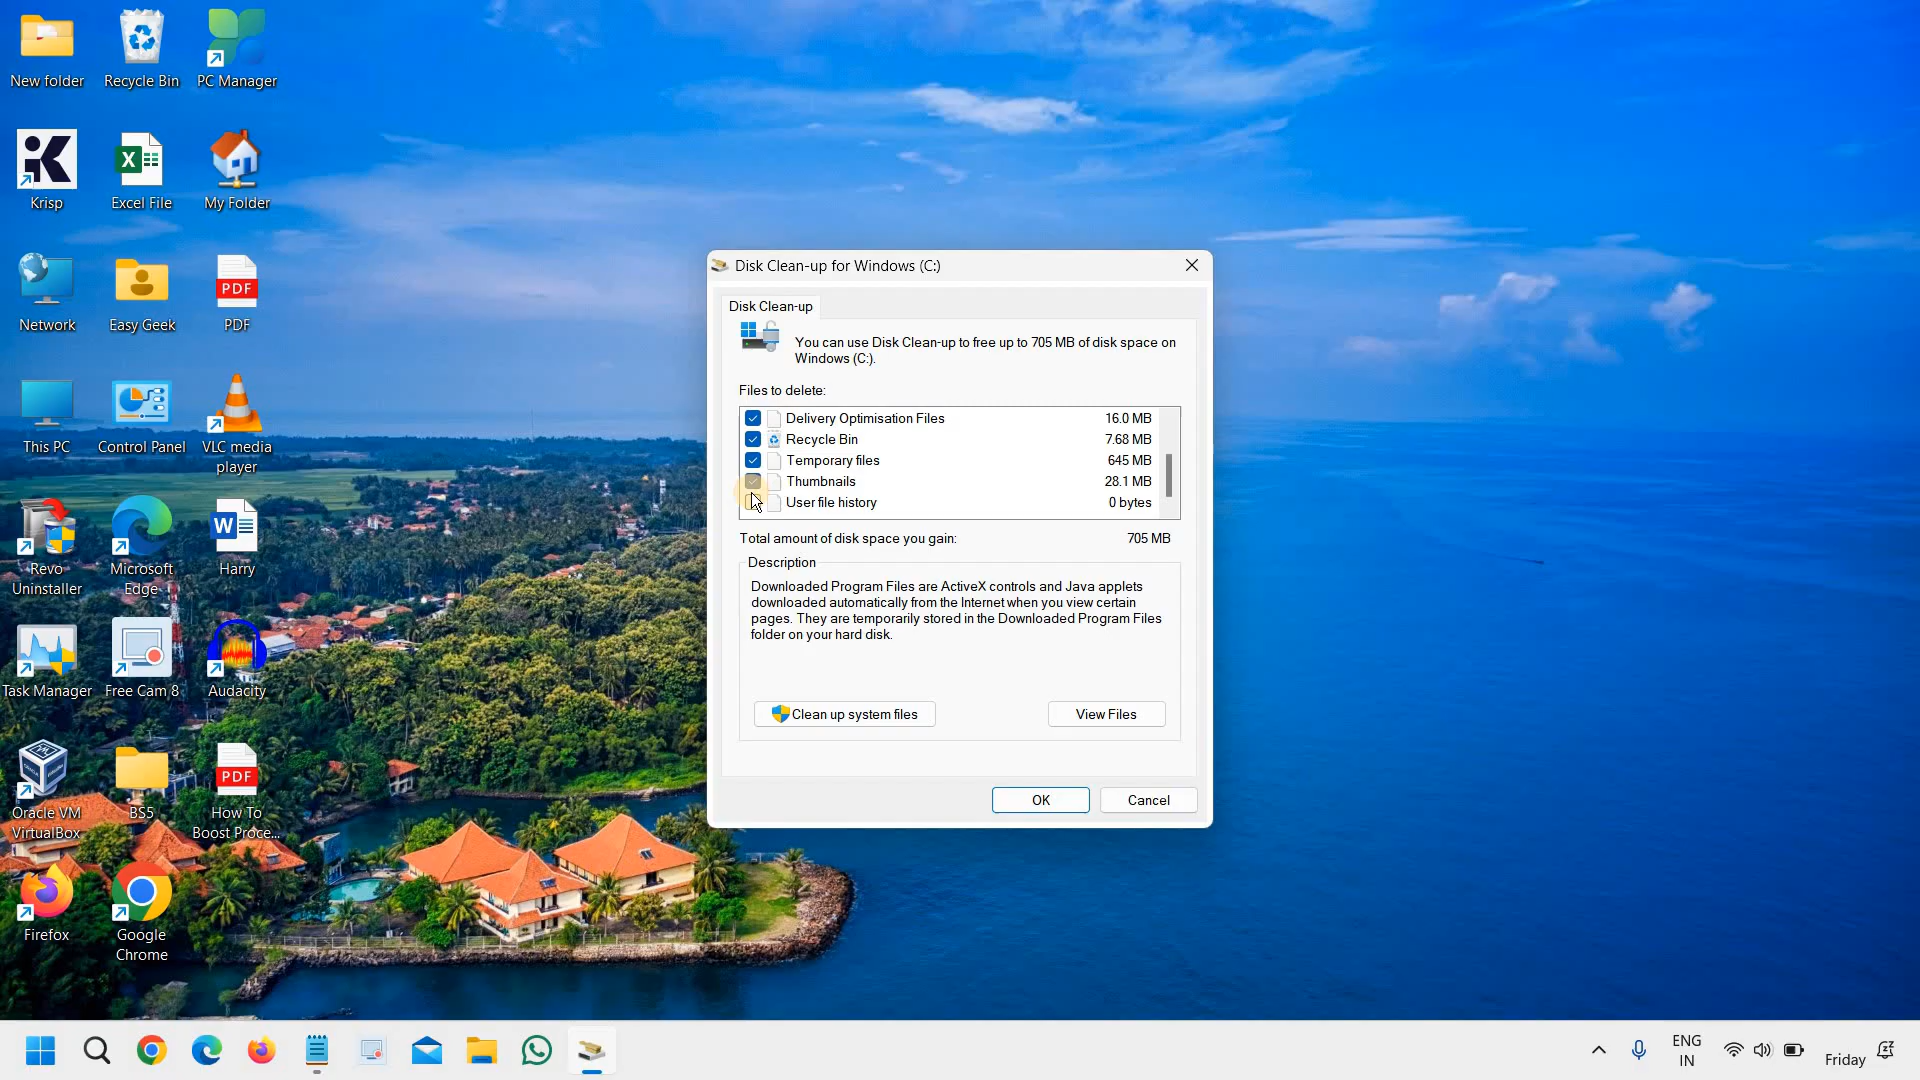 New folder
Recycle Bin
PC Manager
Krisp
Excel File
My Folder
Network
Easy Geek
PDF
PDF
This PC
Control Panel
VLC media
player
Revo
Uninstaller
Microsoft
Edge
Harry
Task Manager
Free Cam 8
Audacity
Oracle VM
VirtualBox
BS5
PDF
How To
Boost Proce...
Firefox
Google
Chrome
Disk Clean-up for Windows (C:)
Disk Clean-up
You can use Disk Clean-up to free up to 705 MB of disk space on
Windows (C:).
Files to delete:
Delivery Optimisation Files 16.0 MB
Recycle Bin 7.68 MB
Temporary files 645 MB
Thumbnails 28.1 MB
User file history 0 bytes
Total amount of disk space you gain: 705 MB
Description
Downloaded Program Files are ActiveX controls and Java applets
downloaded automatically from the Internet when you view certain
pages. They are temporarily stored in the Downloaded Program Files
folder on your hard disk.
Clean up system files
View Files
OK
Cancel
ENG
IN
Friday